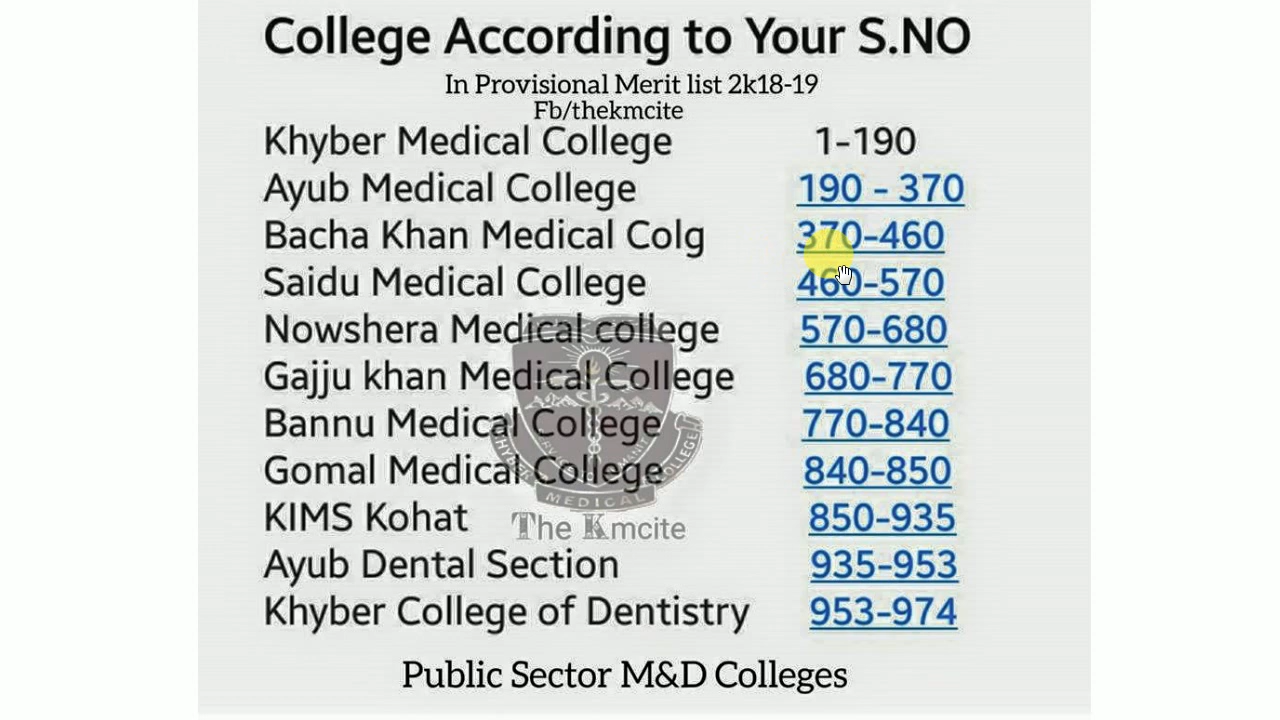 College According to Your S.NO
In Provisional Merit list 2k18-19
Fb/thekmcite
Khyber Medical College 1-190
Ayub Medical College 190 - 370
Bacha Khan Medical Colg 370-460
Saidu Medical College 460-570
Nowshera Medical college 570-680
Gajju khan Medical College 680-770
Bannu Medical College 770-840
Gomal Medical College 840-850
KHYBER MEDICAL COLLEGE
KIMS Kohat 850-935
The Kmcite
Ayub Dental Section 935-953
Khyber College of Dentistry 953-974
Public Sector M&D Colleges